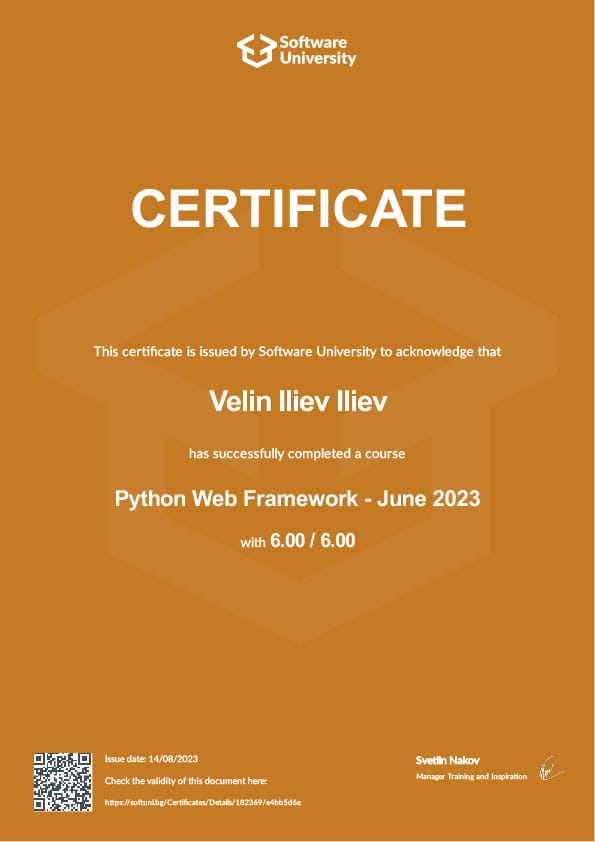 Software
University
CERTIFICATE
This certificate is issued by Software University to acknowledge that
Velin Iliev Iliev
has successfully completed a course
Python Web Framework - June 2023
with 6.00 / 6.00
Issue date: 14/08/2023
Check the validity of this document here:
https://softuni.bg/Certificates/Details/182369/e4bb5d6e
Svetlin Nakov
Manager Training and Inspiration